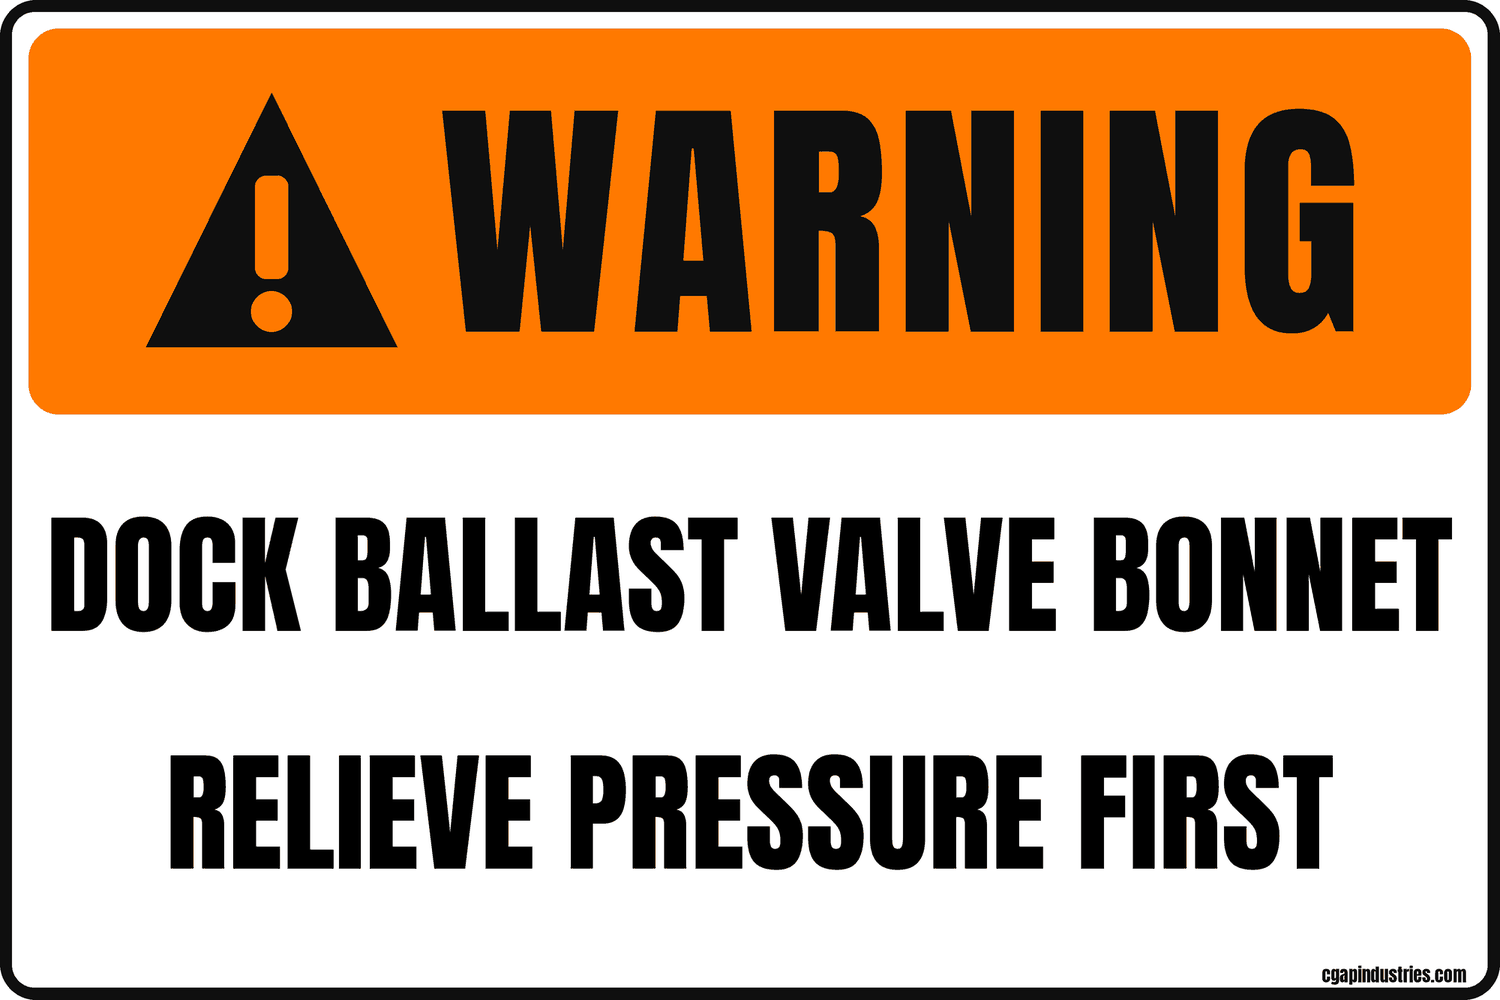 WARNING
DOCK BALLAST VALVE BONNET
RELIEVE PRESSURE FIRST
cgapindustries.com